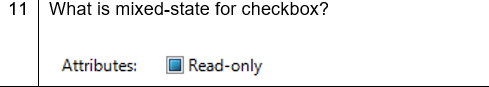 11 What is mixed-state for checkbox?
Attributes: Read-only